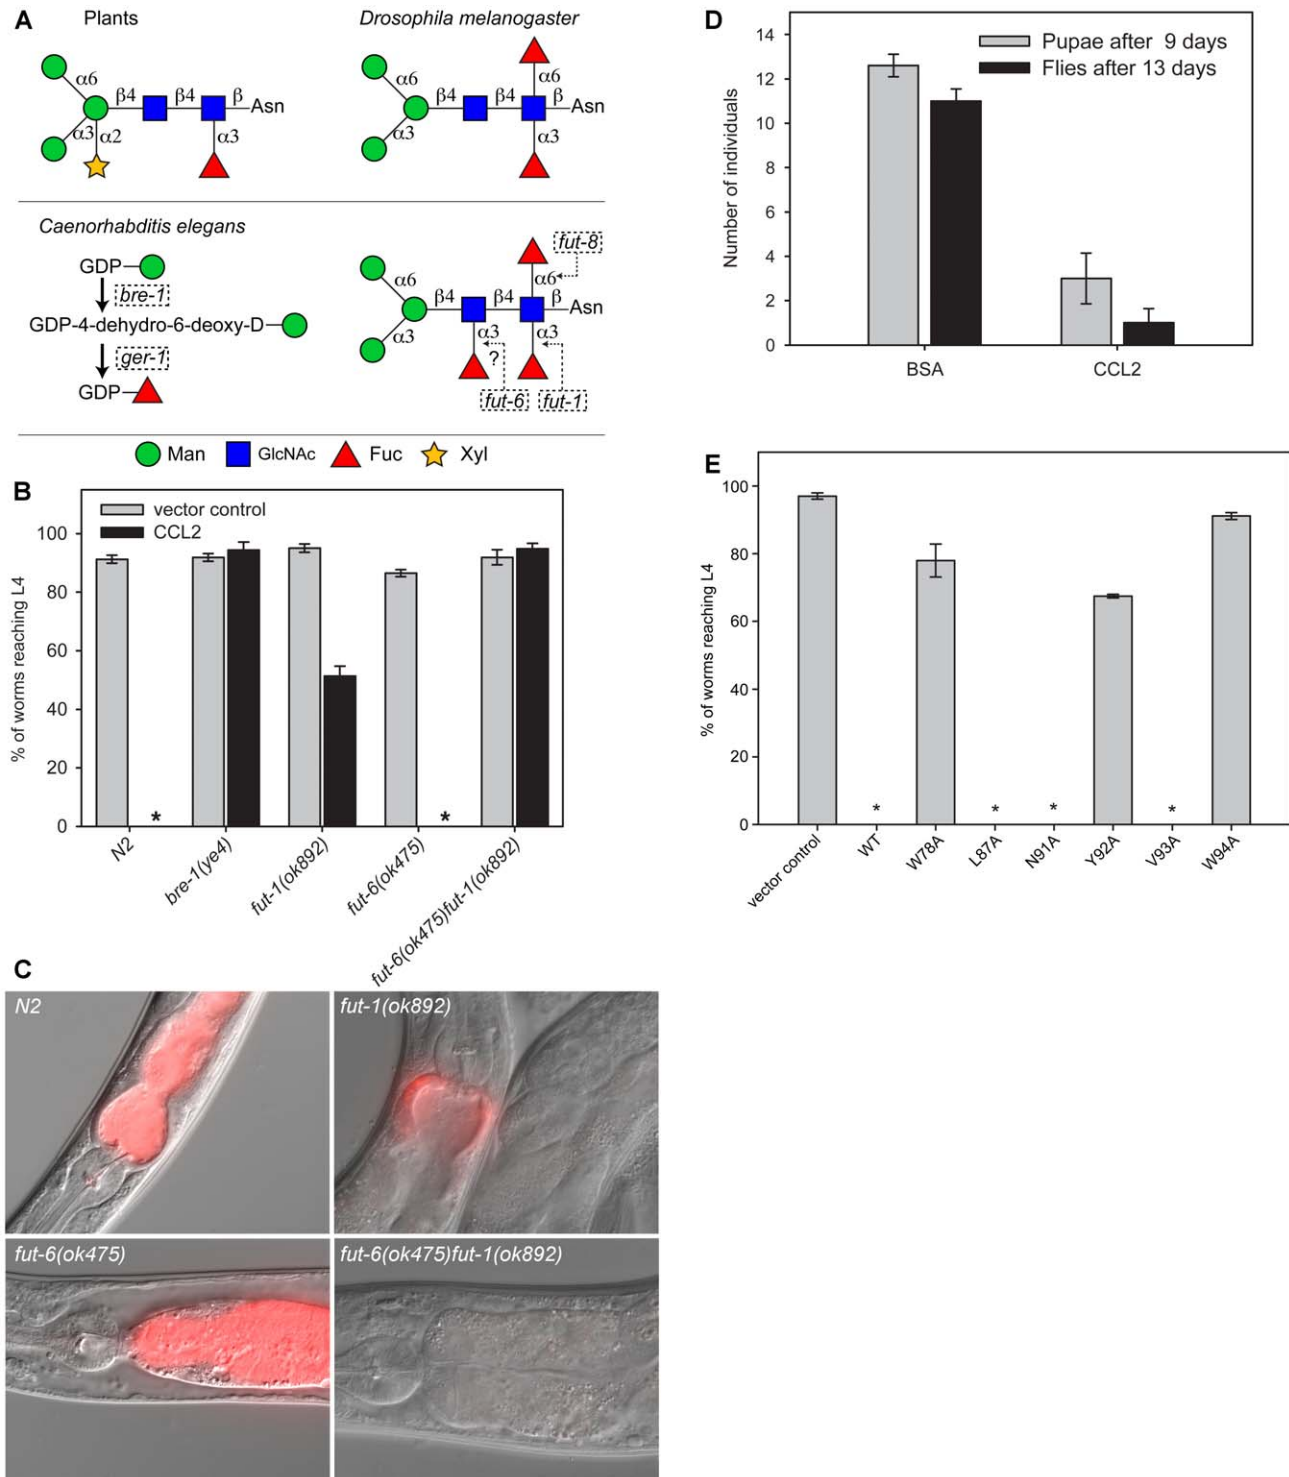 A
Plants
Drosophila melanogaster
α6
β4
β4
β
Asn
α3
α2
α3
α6
α6
β4
β4
β
Asn
α3
α3
Caenorhabditis elegans
GDP
bre-1
GDP-4-dehydro-6-deoxy-D
ger-1
GDP
fut-8
α6
α6
β4
β4
β
Asn
α3
α3
α3
?
fut-6
fut-1
Man
GlcNAc
Fuc
Xyl
B
vector control
CCL2
% of worms reaching L4
100
80
60
40
20
0
*
*
N2
bre-1(ye4)
fut-1(ok892)
fut-6(ok475)
fut-6(ok475)fut-1(ok892)
C
N2
fut-1(ok892)
fut-6(ok475)
fut-6(ok475)fut-1(ok892)
D
Pupae after 9 days
Flies after 13 days
Number of individuals
14
12
10
8
6
4
2
0
BSA
CCL2
E
% of worms reaching L4
100
80
60
40
20
0
*
*
*
*
vector control
WT
W78A
L87A
N91A
Y92A
V93A
W94A